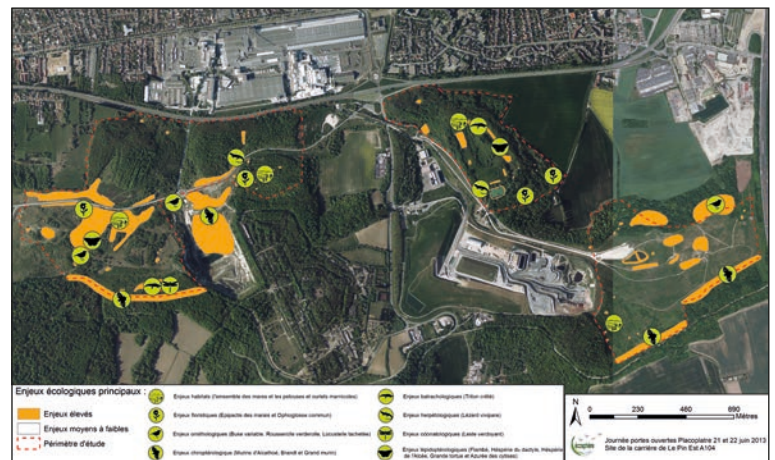 Enjeux écologiques principaux :
Enjeux élevés
Enjeux moyens à faibles
Périmètre d'étude
Enjeux habitats (l'ensemble des mares et les pelouses et ourlets marnicoles)
Enjeux floristiques (Epipactis des marais et Ophioglosse commun)
Enjeux ornithologiques (Buse variable, Rousserolle verderolle, Locustelle tachetée)
Enjeux chiroptérologiques (Murins d'Alcathoé, Brandt et Grand murin)
Enjeux batrachologiques (Triton crêté)
Enjeux herpétologiques (Lézard vivipare)
Enjeux odonatologiques (Leste verdoyant)
Enjeux lépidoptérologiques (Flambé, Hespérie du dactyle, Hespérie
de l'Alcée, Grande tortue et Azurée des cytises)
N
0 230 460 690
Mètres
écosphère
Journée portes ouvertes Placoplatre 21 et 22 juin 2013
Site de la carrière de Le Pin Est A104